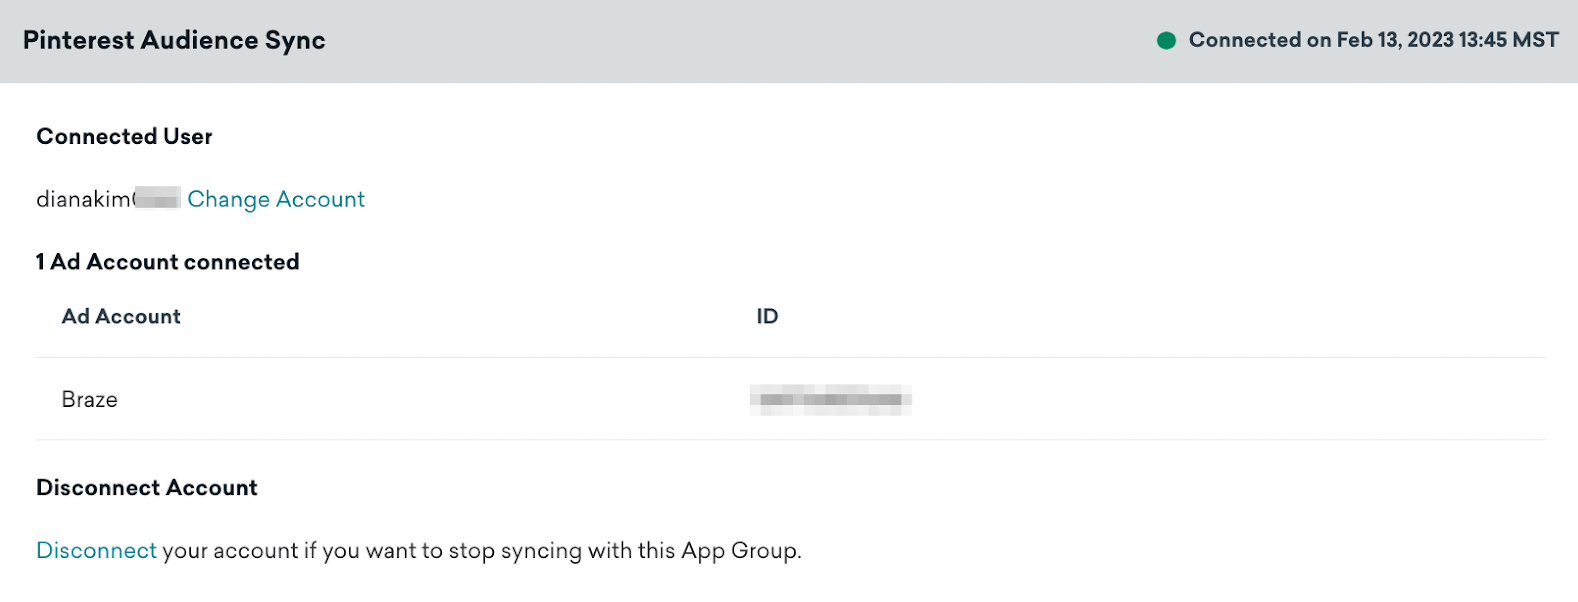 Pinterest Audience Sync
Connected on Feb 13, 2023 13:45 MST
Connected User
dianakim Change Account
1 Ad Account connected
Ad Account ID
Braze
Disconnect Account
Disconnect your account if you want to stop syncing with this App Group.